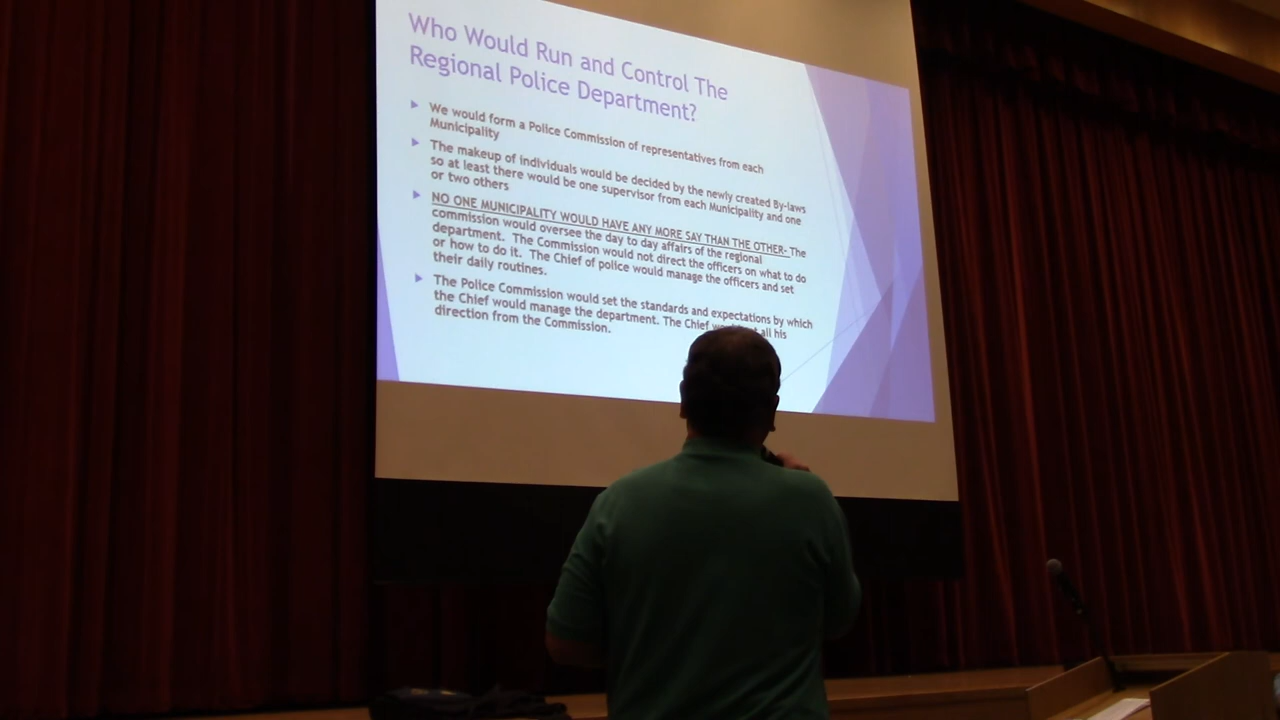 Who Would Run and Control The
Regional Police Department?
We would form a Police Commission of representatives from each
Municipality
The makeup of individuals would be decided by the newly created By-laws
so at least there would be one supervisor from each Municipality and one
or two others
NO ONE MUNICIPALITY WOULD HAVE ANY MORE SAY THAN THE OTHER- The
commission would oversee the day to day affairs of the regional
department. The Commission would not direct the officers on what to do
or how to do it. The Chief of police would manage the officers and set
their daily routines.
The Police Commission would set the standards and expectations by which
the Chief would manage the department. The Chief all his
direction from the Commission.